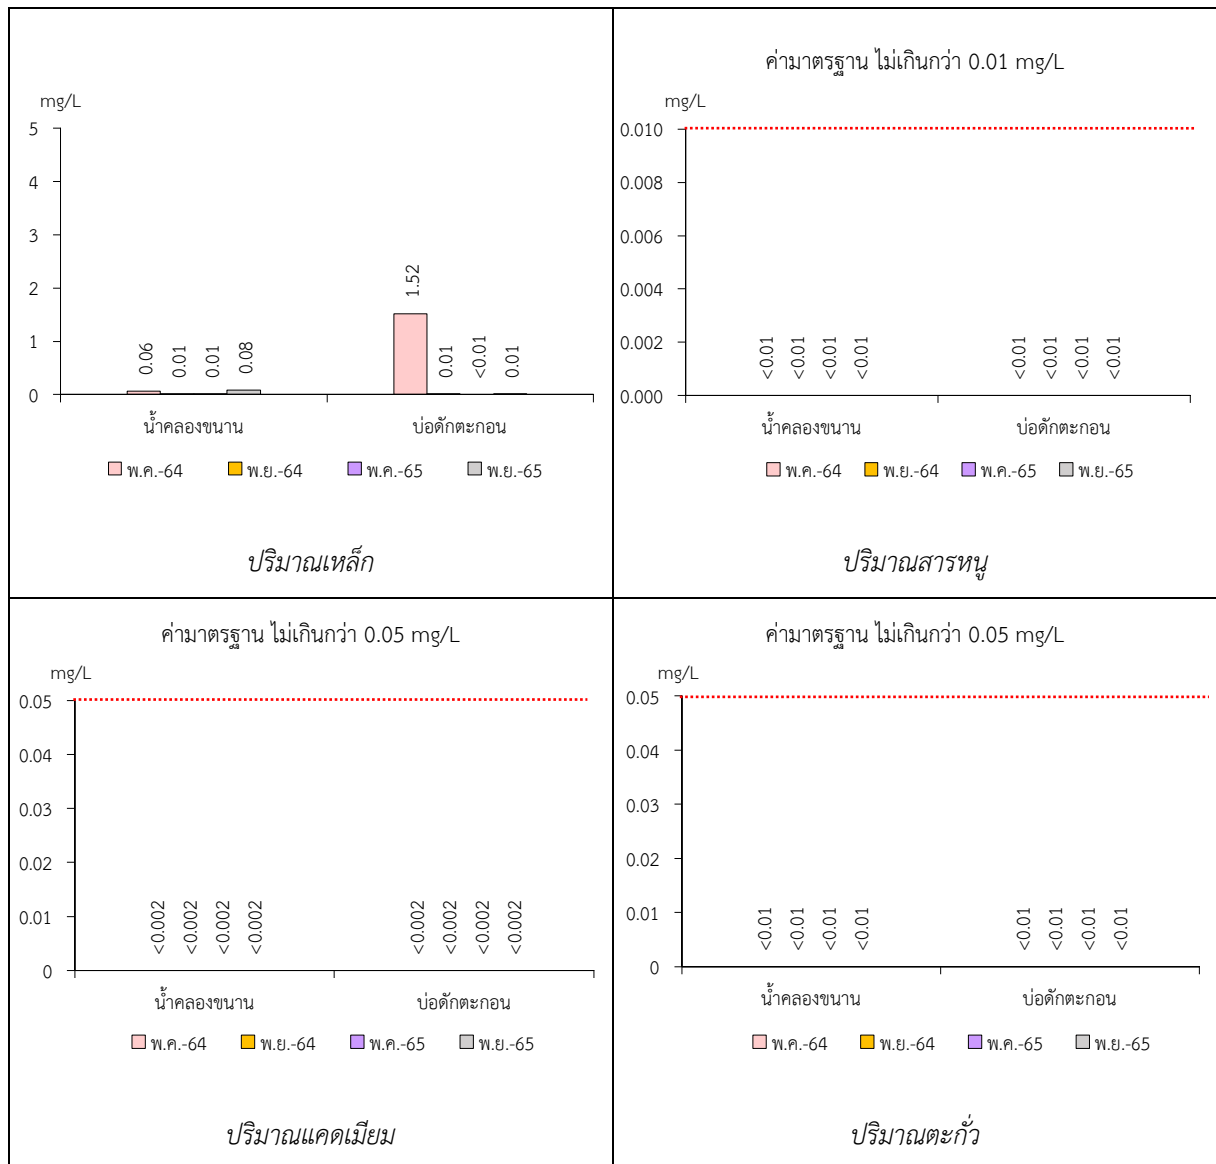 mg/L
5
4
3
2
1
0
0.06
0.01
0.01
0.08
1.52
0.01
<0.01
0.01
น้ำคลองขนาน
บ่อดักตะกอน
พ.ค.-64 พ.ย.-64 พ.ค.-65 พ.ย.-65
ปริมาณเหล็ก
ค่ามาตรฐาน ไม่เกินกว่า 0.01 mg/L
mg/L
0.010
0.008
0.006
0.004
0.002
0.000
<0.01
<0.01
<0.01
<0.01
<0.01
<0.01
<0.01
<0.01
น้ำคลองขนาน
บ่อดักตะกอน
พ.ค.-64 พ.ย.-64 พ.ค.-65 พ.ย.-65
ปริมาณสารหนู
ค่ามาตรฐาน ไม่เกินกว่า 0.05 mg/L
mg/L
0.05
0.04
0.03
0.02
0.01
0
<0.002
<0.002
<0.002
<0.002
<0.002
<0.002
<0.002
<0.002
น้ำคลองขนาน
บ่อดักตะกอน
พ.ค.-64 พ.ย.-64 พ.ค.-65 พ.ย.-65
ปริมาณแคดเมียม
ค่ามาตรฐาน ไม่เกินกว่า 0.05 mg/L
mg/L
0.05
0.04
0.03
0.02
0.01
0
<0.01
<0.01
<0.01
<0.01
<0.01
<0.01
<0.01
<0.01
น้ำคลองขนาน
บ่อดักตะกอน
พ.ค.-64 พ.ย.-64 พ.ค.-65 พ.ย.-65
ปริมาณตะกั่ว